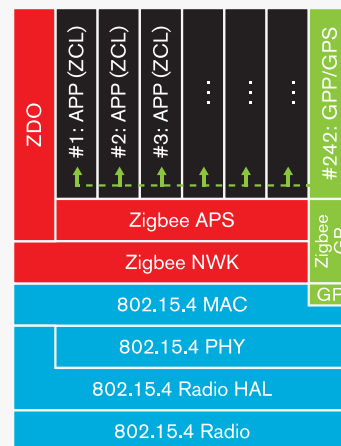 ZDO
#1: APP (ZCL)
#2: APP (ZCL)
#3: APP (ZCL)
...
...
...
#242: GPP/GPS
Zigbee APS
Zigbee NWK
Zigbee
GP
802.15.4 MAC
802.15.4 PHY
802.15.4 Radio HAL
802.15.4 Radio